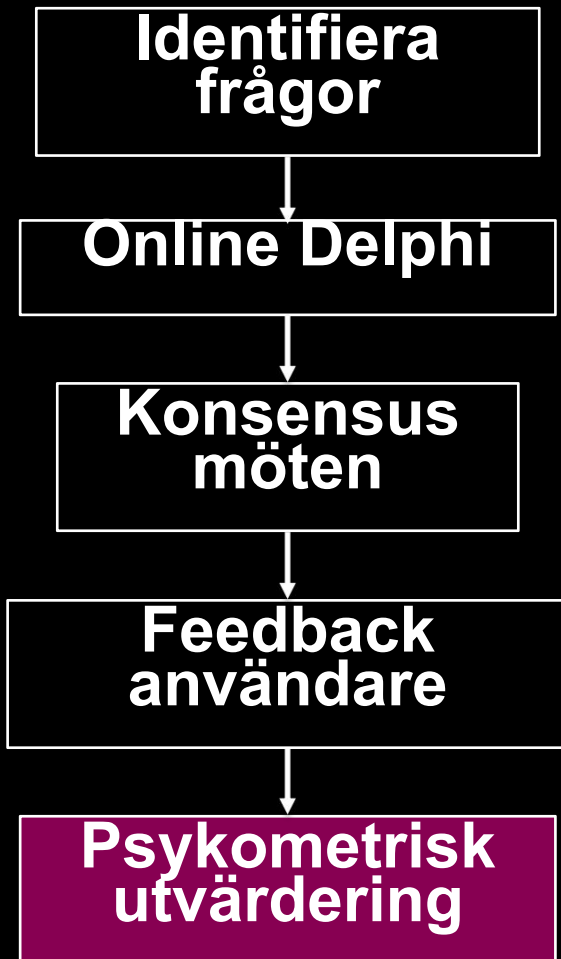 Identifiera
frågor
Online Delphi
Konsensus
möten
Feedback
användare
Psykometrisk
utvärdering